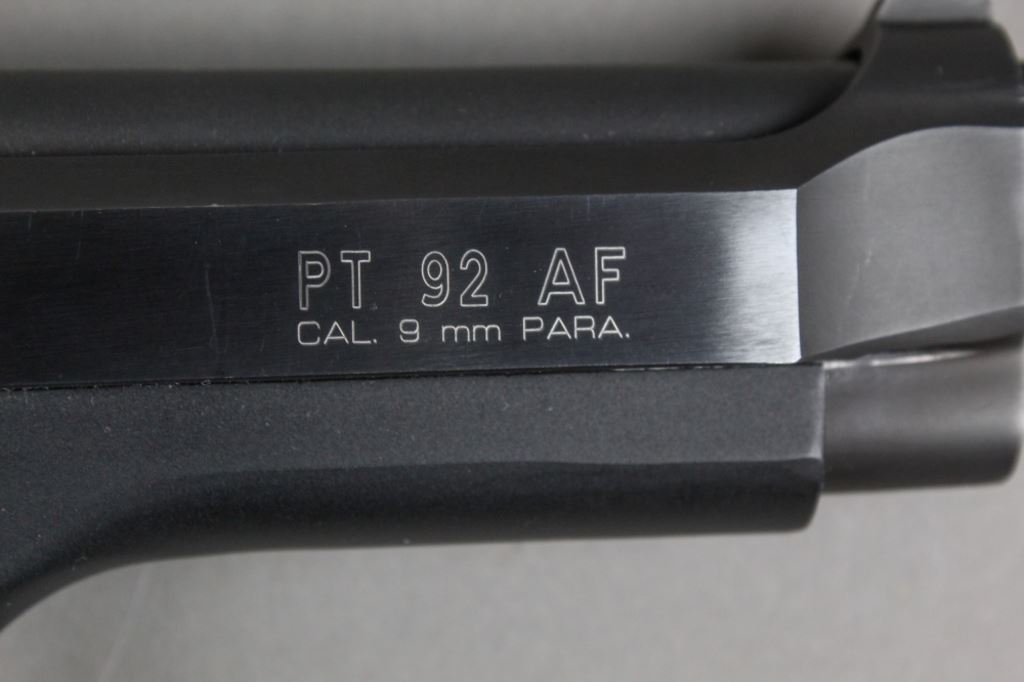 PT 92 AF
CAL. 9 mm PARA.